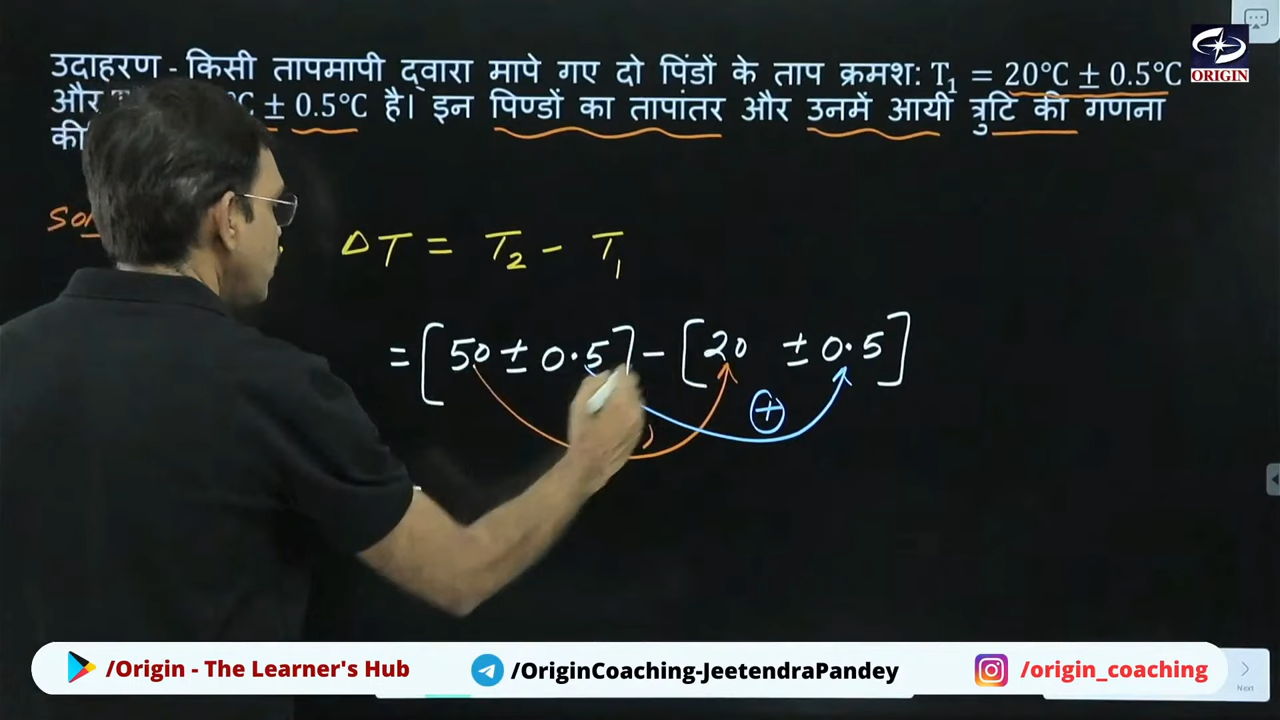 उदाहरण - किसी तापमापी द्वारा मापे गए दो पिंडों के ताप क्रमश: T₁ = 20°C ± 0.5°C
और C ± 0.5°C है। इन पिण्डों का तापांतर और उनमें आयी त्रुटि की गणना
की
ORIGIN
ΔT = T₂ - T₁
= [50 ± 0.5] - [20 ± 0.5]
+
/Origin - The Learner's Hub
/OriginCoaching-JeetendraPandey
/origin_coaching
Next